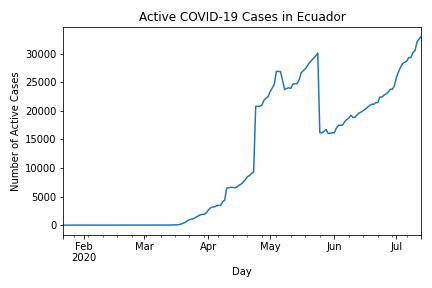 Active COVID-19 Cases in Ecuador
Number of Active Cases
30000
25000
20000
15000
10000
5000
0
Feb
2020
Mar
Apr
May
Jun
Jul
Day